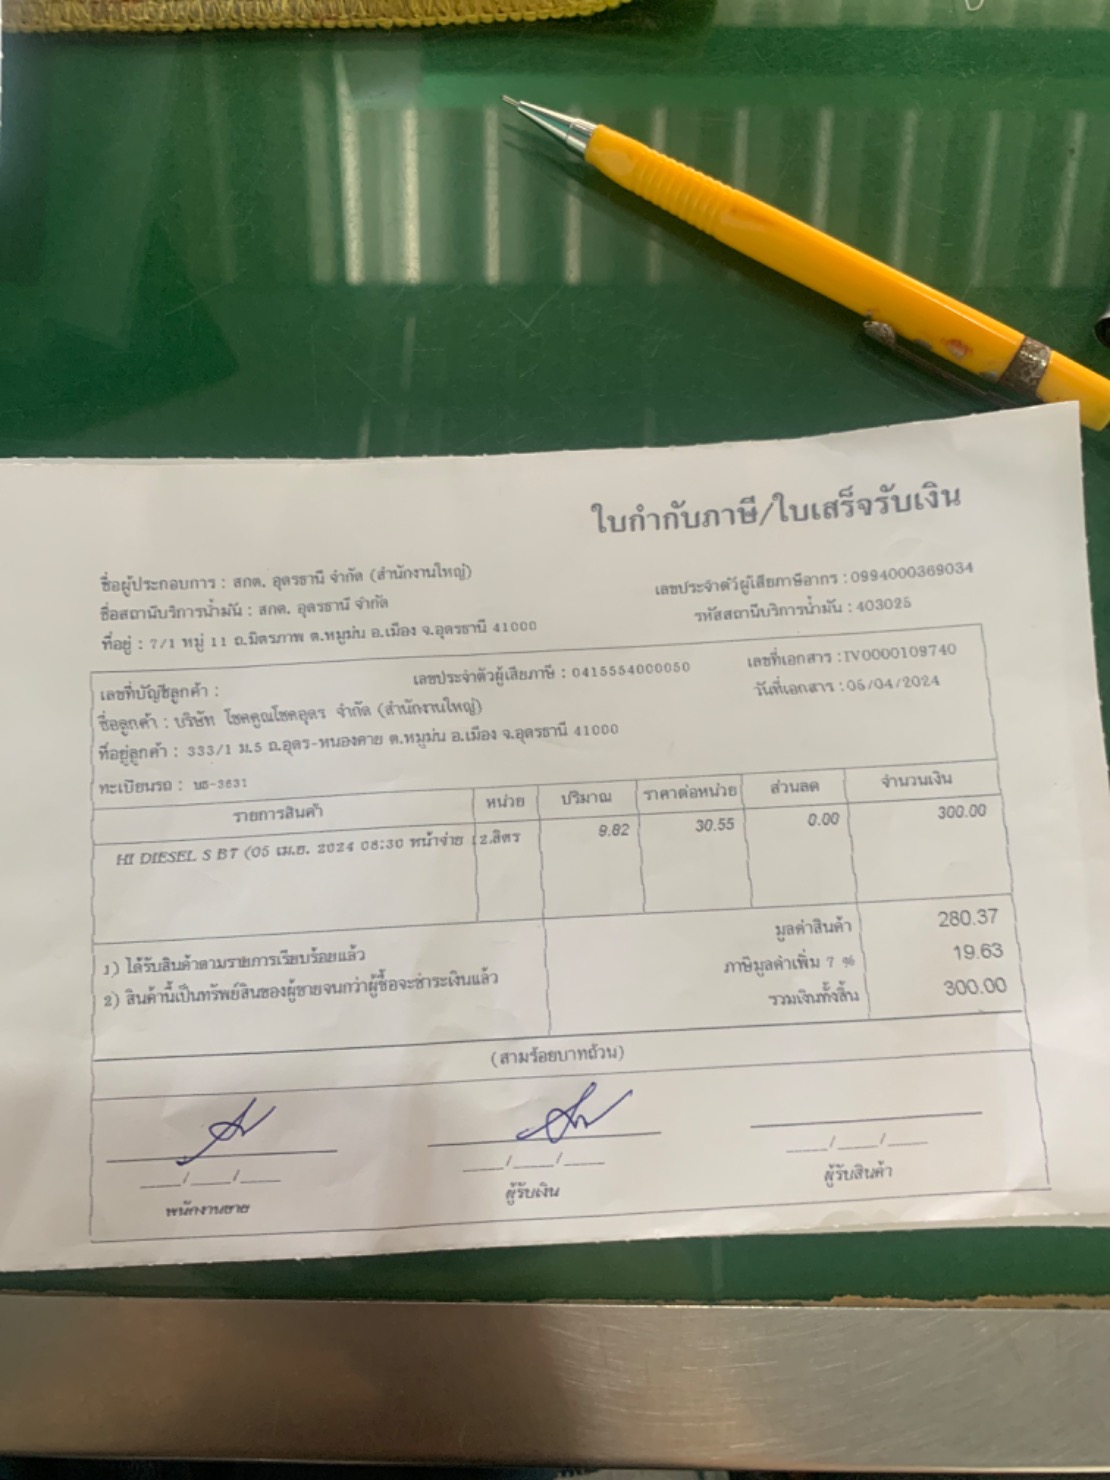 ใบกำกับภาษี/ใบเสร็จรับเงิน
ชื่อผู้ประกอบการ : สกต. อุดรธานี จำกัด (สำนักงานใหญ่)
เลขประจำตัวผู้เสียภาษีอากร : 0994000369034
ชื่อสถานีบริการน้ำมัน : สกต. อุดรธานี จำกัด
รหัสสถานีบริการน้ำมัน : 403025
ที่อยู่ : 7/1 หมู่ 11 ถ.มิตรภาพ ต.หมูม่น อ.เมือง จ.อุดรธานี 41000
เลขที่บัญชีลูกค้า :
เลขประจำตัวผู้เสียภาษี : 0415554000050
เลขที่เอกสาร : IV0000109740
ชื่อลูกค้า : บริษัท โชคคูณโชคอุดร จำกัด (สำนักงานใหญ่)
วันที่เอกสาร : 05/04/2024
ที่อยู่ลูกค้า : 333/1 ม.5 ถ.อุดร-หนองคาย ต.หมูม่น อ.เมือง จ.อุดรธานี 41000
ทะเบียนรถ : บธ-3631
รายการสินค้า หน่วย ปริมาณ ราคาต่อหน่วย ส่วนลด จำนวนเงิน
HI DIESEL S BT (05 เม.ย. 2024 08:30 หน้าจ่าย 12.ลิตร 9.82 30.55 0.00 300.00
1) ได้รับสินค้าตามรายการเรียบร้อยแล้ว
2) สินค้านี้เป็นทรัพย์สินของผู้ขายจนกว่าผู้ซื้อจะชำระเงินแล้ว
มูลค่าสินค้า 280.37
ภาษีมูลค่าเพิ่ม 7 % 19.63
รวมเงินทั้งสิ้น 300.00
(สามร้อยบาทถ้วน)
___/___/___ ___/___/___ ___/___/___
พนักงานขาย ผู้รับเงิน ผู้รับสินค้า